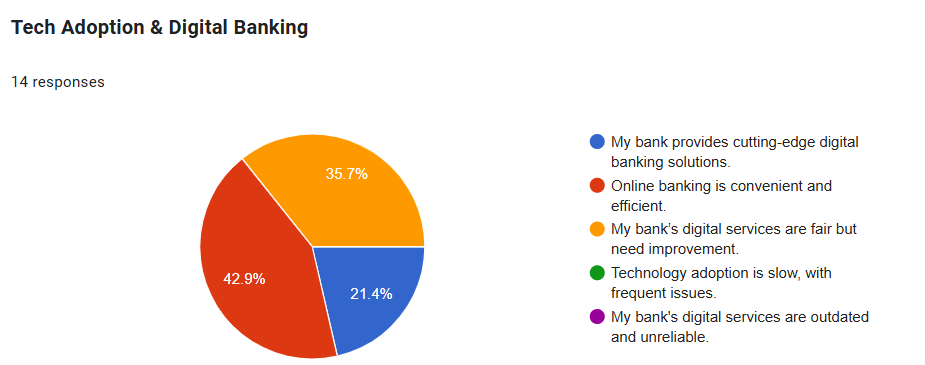 Tech Adoption & Digital Banking
14 responses
35.7%
42.9%
21.4%
My bank provides cutting-edge digital
banking solutions.
Online banking is convenient and
efficient.
My bank’s digital services are fair but
need improvement.
Technology adoption is slow, with
frequent issues.
My bank's digital services are outdated
and unreliable.